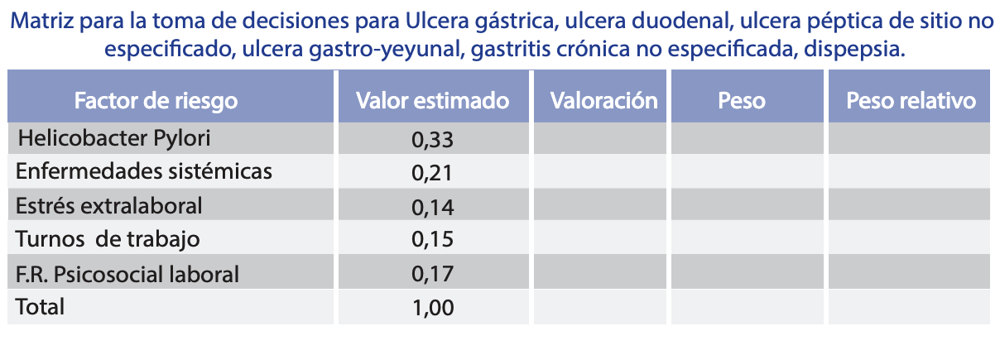 Matriz para la toma de decisiones para Ulcera gástrica, ulcera duodenal, ulcera péptica de sitio no
especificado, ulcera gastro-yeyunal, gastritis crónica no especificada, dispepsia.
Factor de riesgo Valor estimado Valoración Peso Peso relativo
Helicobacter Pylori 0,33
Enfermedades sistémicas 0,21
Estrés extralaboral 0,14
Turnos de trabajo 0,15
F.R. Psicosocial laboral 0,17
Total 1,00